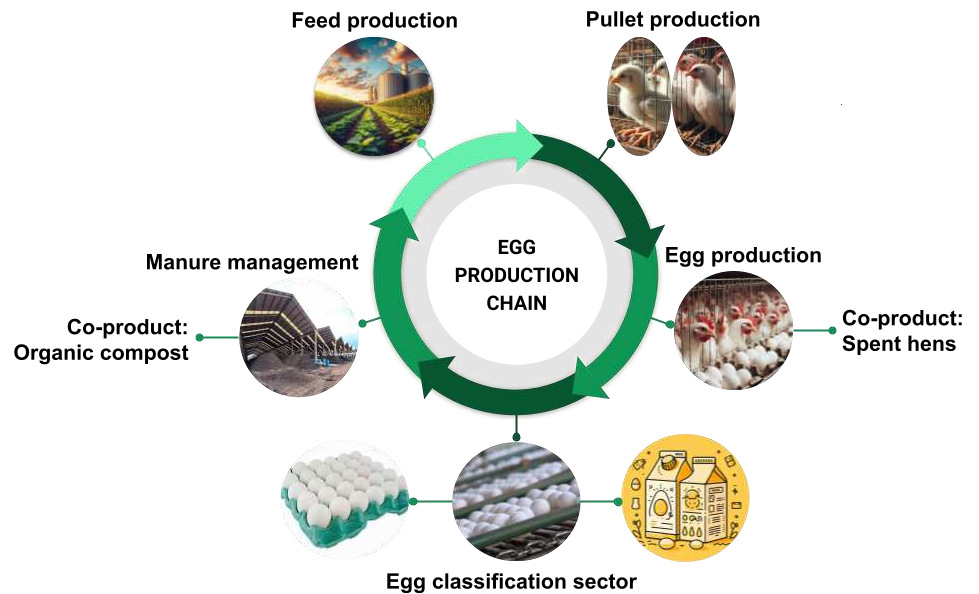 Feed production
Pullet production
EGG
PRODUCTION
CHAIN
Manure management
Egg production
Co-product:
Organic compost
Co-product:
Spent hens
Egg classification sector